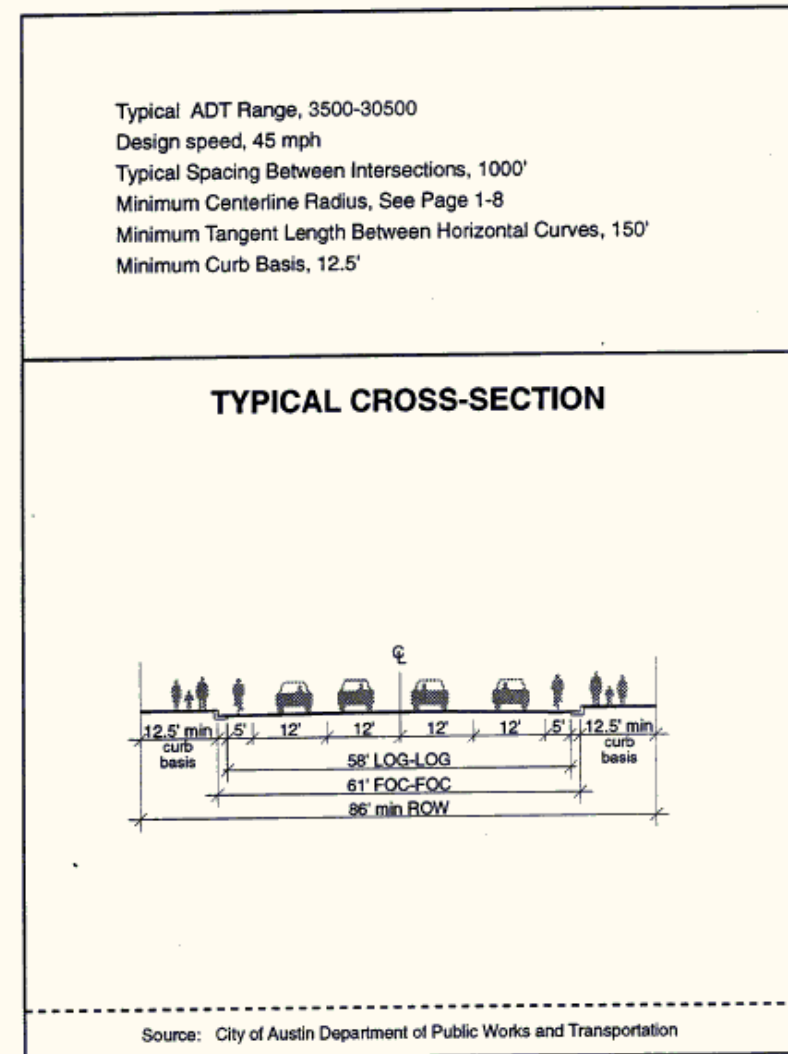 Typical ADT Range, 3500-30500
Design speed, 45 mph
Typical Spacing Between Intersections, 1000'
Minimum Centerline Radius, See Page 1-8
Minimum Tangent Length Between Horizontal Curves, 150'
Minimum Curb Basis, 12.5'
TYPICAL CROSS-SECTION
℄
12.5' min 5' 12' 12' 12' 12' 5' 12.5' min
curb curb
basis basis
58' LOG-LOG
61' FOC-FOC
86' min ROW
Source: City of Austin Department of Public Works and Transportation